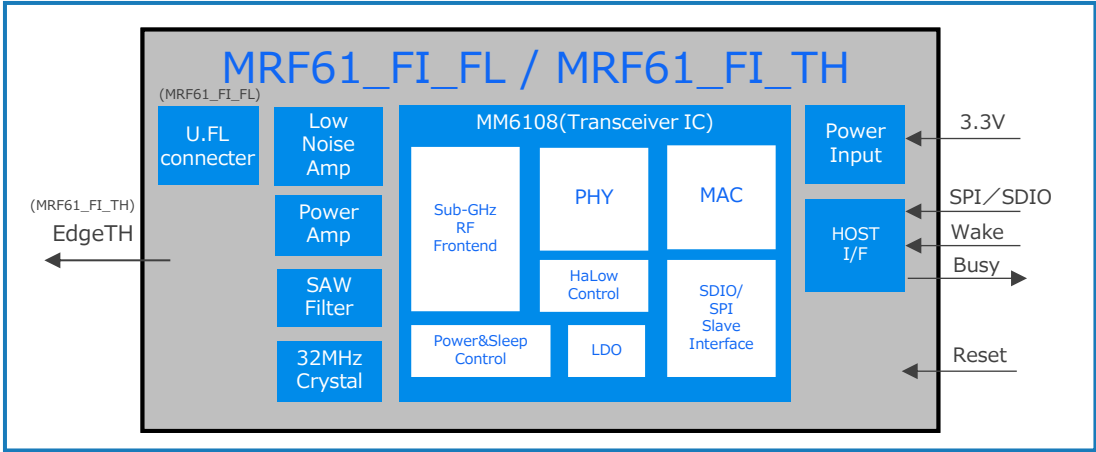 MRF61_FI_FL / MRF61_FI_TH
(MRF61_FI_FL)
U.FL
connecter
Low
Noise
Amp
Power
Amp
SAW
Filter
32MHz
Crystal
MM6108(Transceiver IC)
Sub-GHz
RF
Frontend
PHY
MAC
HaLow
Control
SDIO/
SPI
Slave
Interface
Power&Sleep
Control
LDO
Power
Input
HOST
I/F
3.3V
SPI／SDIO
Wake
Busy
Reset
(MRF61_FI_TH)
EdgeTH